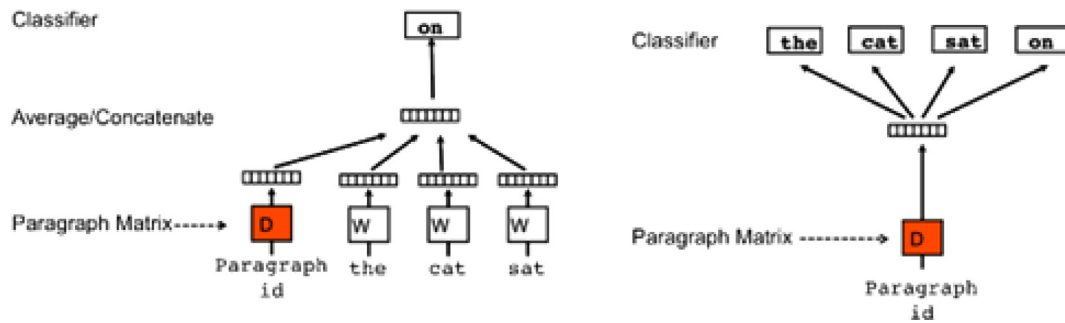 Classifier
on
Average/Concatenate
Paragraph Matrix
D
W
W
W
Paragraph
id
the
cat
sat
Classifier
the
cat
sat
on
Paragraph Matrix
D
Paragraph
id